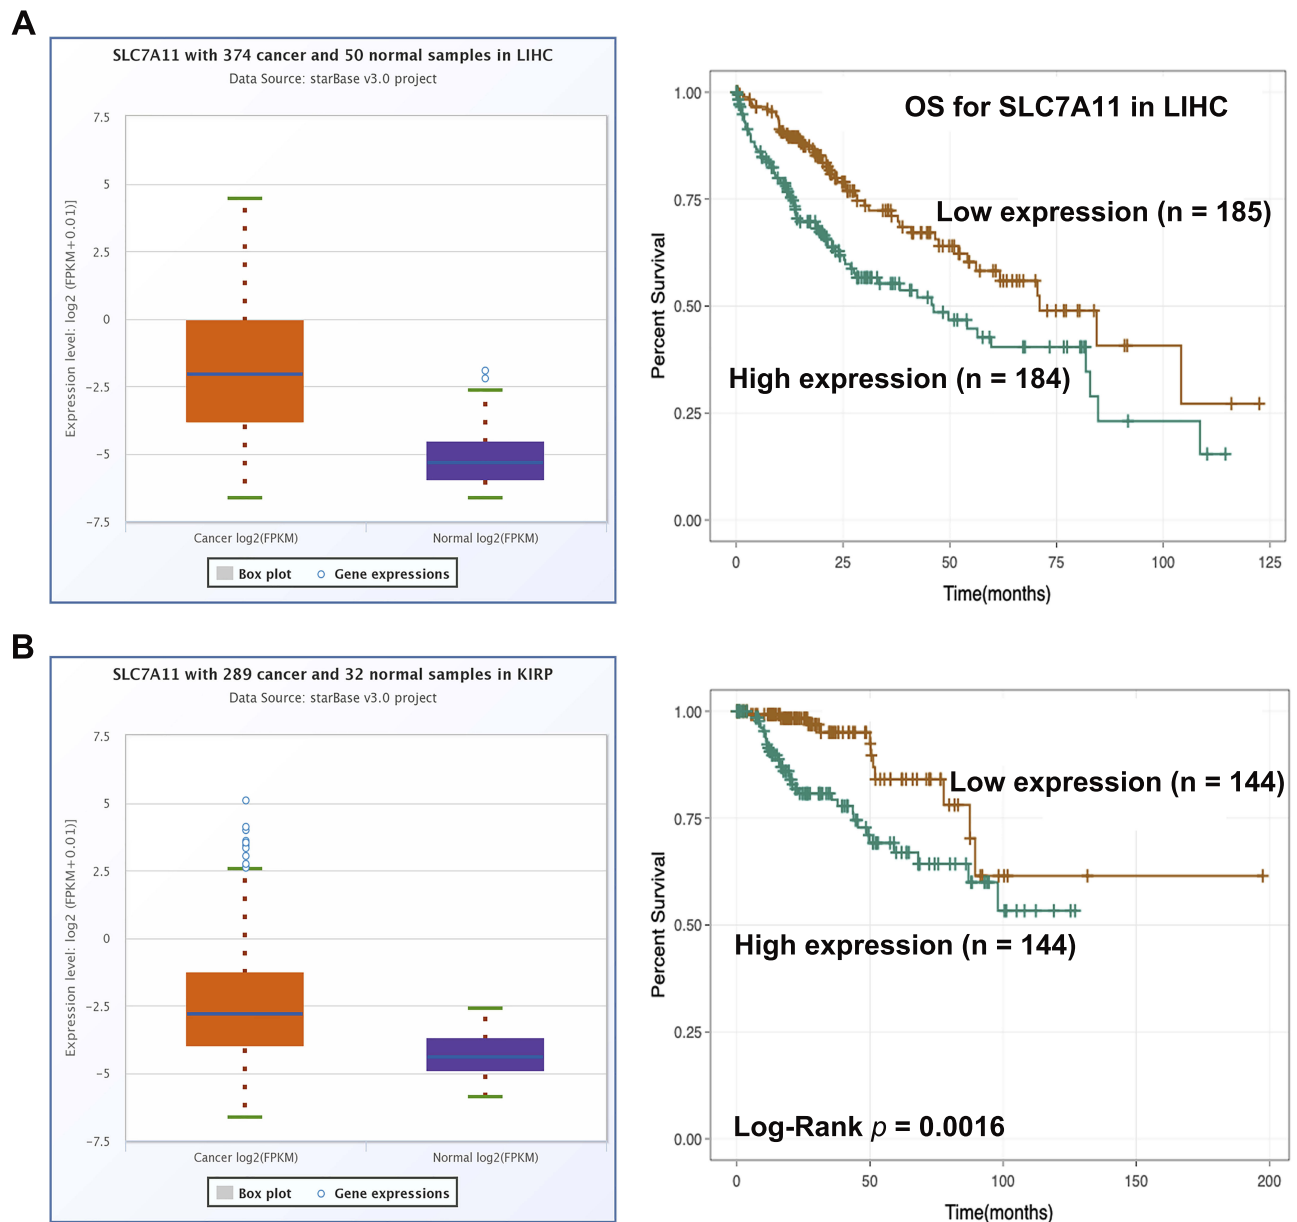 A
SLC7A11 with 374 cancer and 50 normal samples in LIHC
Data Source: starBase v3.0 project
Expression level: log2 (FPKM+0.01)]
7.5
5
2.5
0
−2.5
−5
−7.5
Cancer log2(FPKM)
Normal log2(FPKM)
Box plot
Gene expressions
OS for SLC7A11 in LIHC
Low expression (n = 185)
High expression (n = 184)
Percent Survival
1.00
0.75
0.50
0.25
0.00
0 25 50 75 100 125
Time(months)
B
SLC7A11 with 289 cancer and 32 normal samples in KIRP
Data Source: starBase v3.0 project
Expression level: log2 (FPKM+0.01)]
7.5
5
2.5
0
−2.5
−5
−7.5
Cancer log2(FPKM)
Normal log2(FPKM)
Box plot
Gene expressions
Low expression (n = 144)
High expression (n = 144)
Log-Rank p = 0.0016
Percent Survival
1.00
0.75
0.50
0.25
0.00
0 50 100 150 200
Time(months)